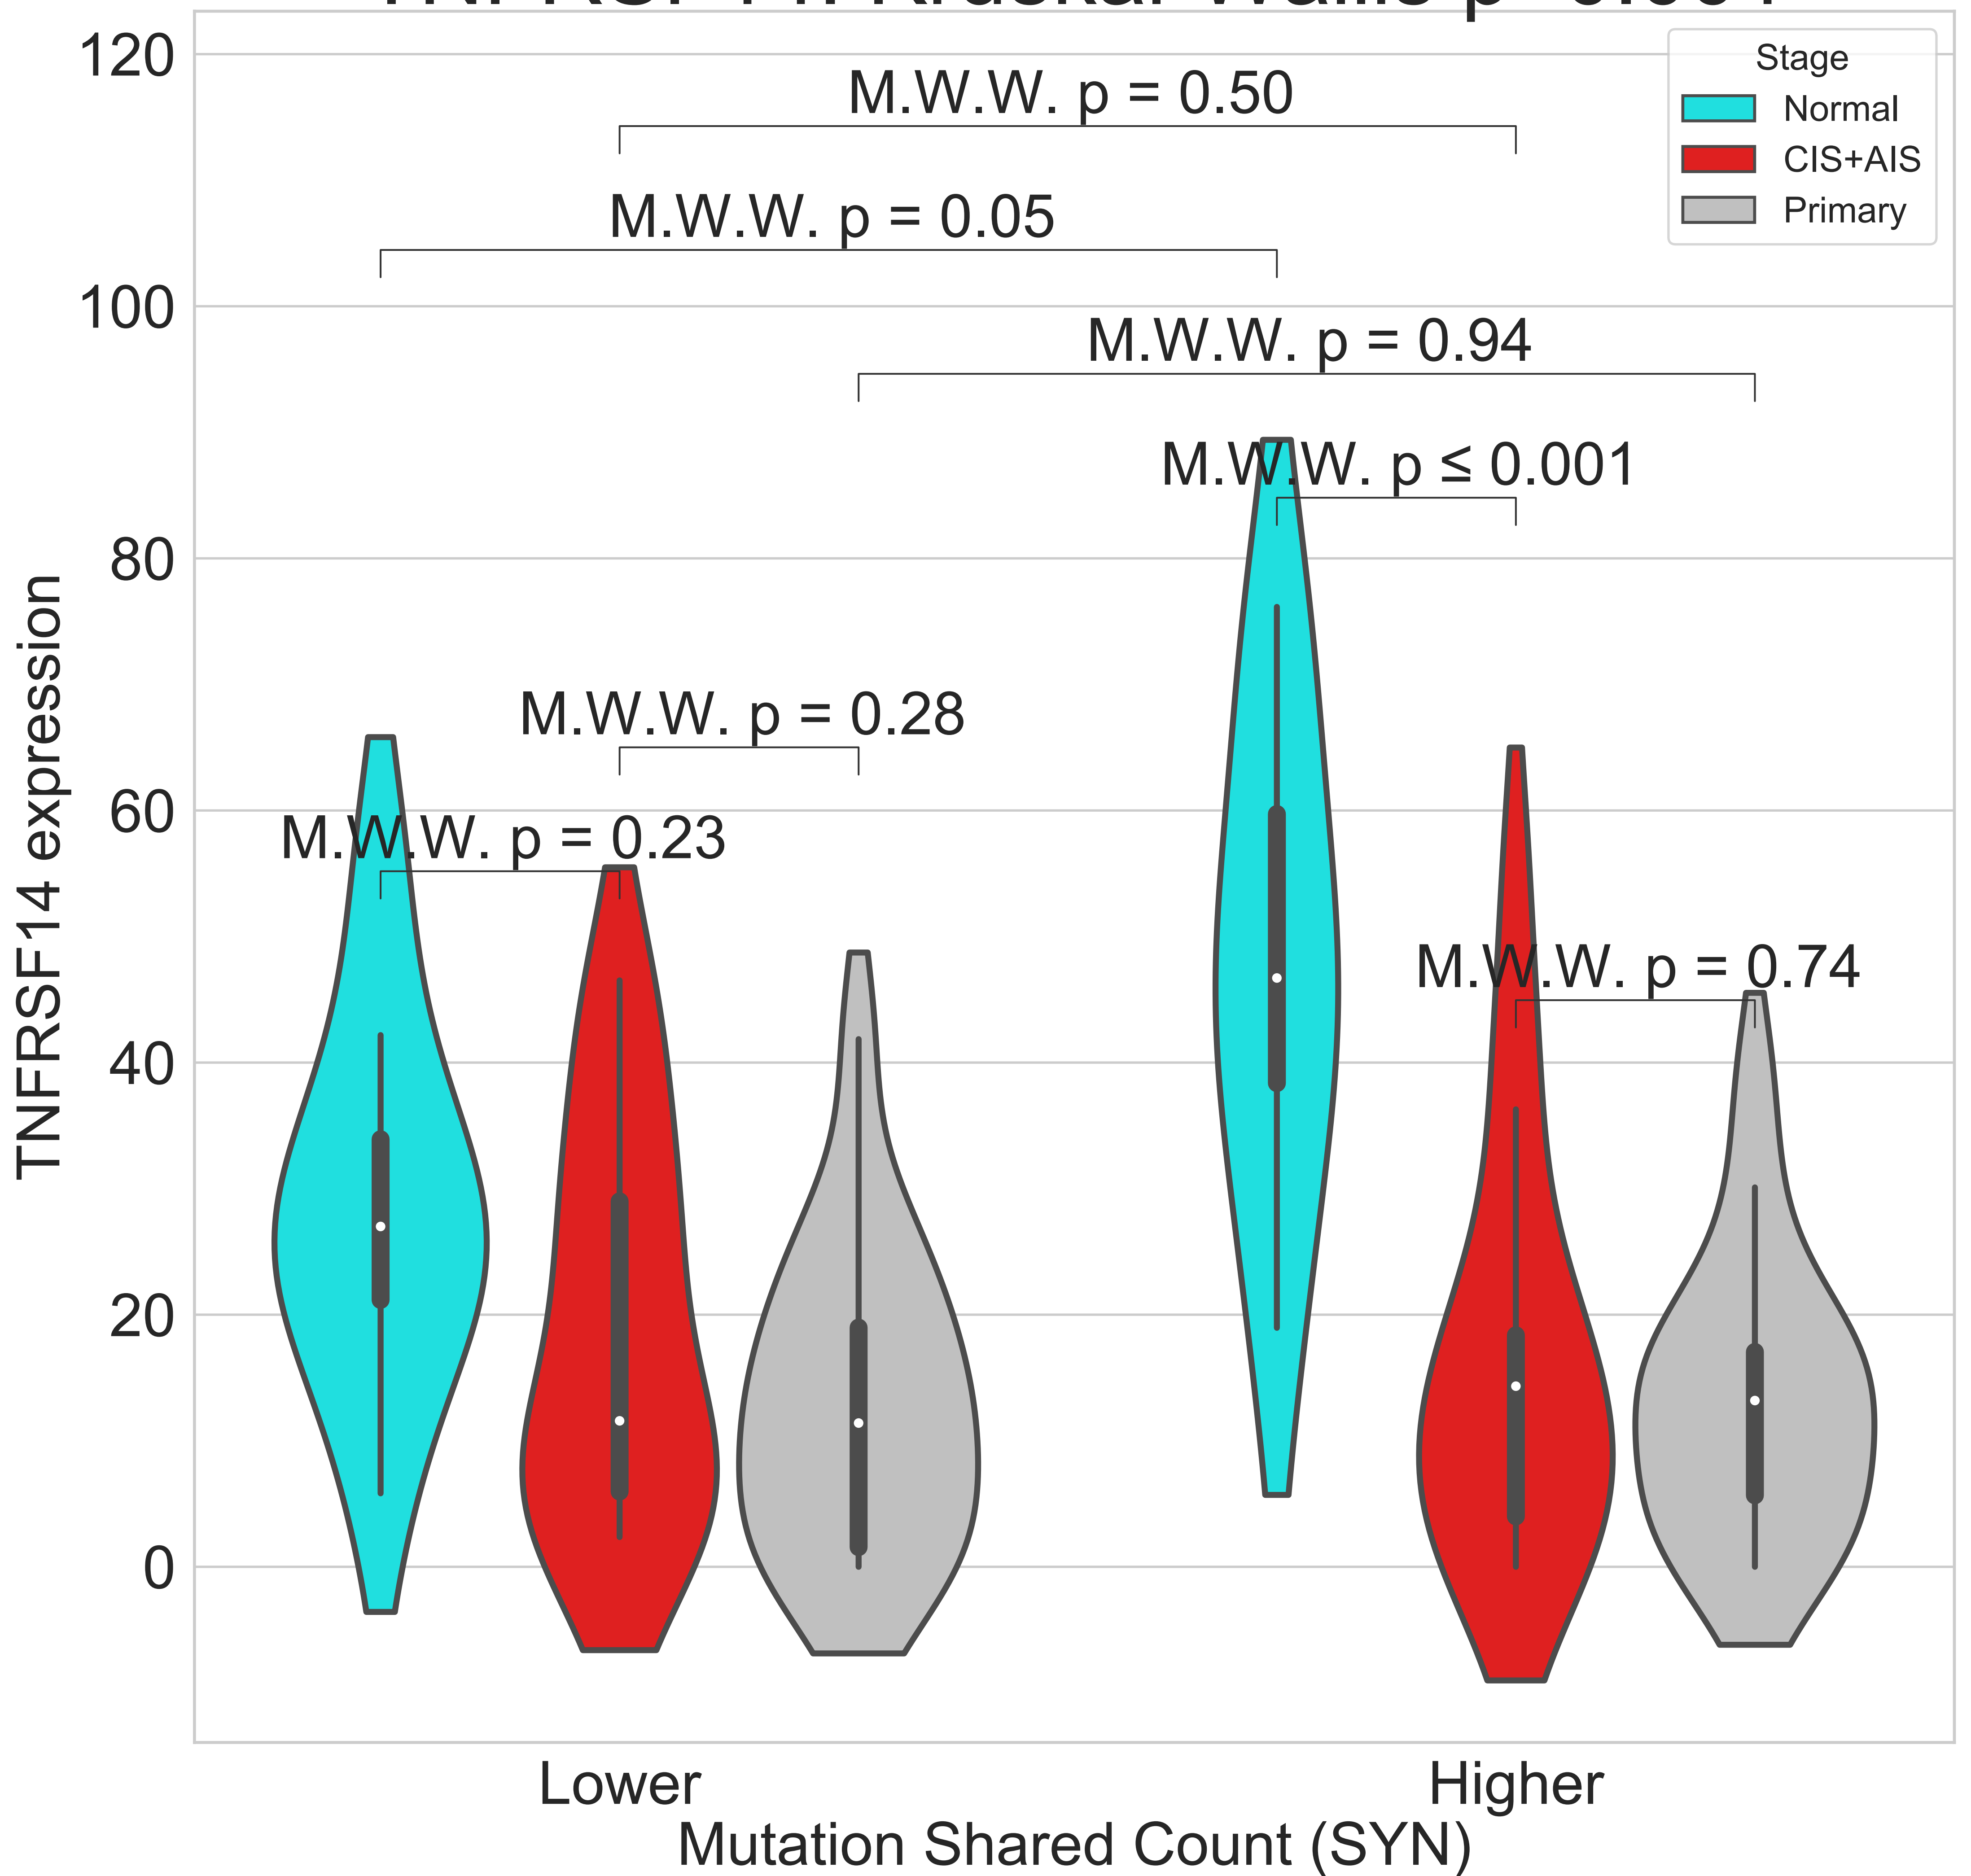 120
100
80
60
40
20
0
TNFRSF14 expression
M.W.W. p = 0.50
M.W.W. p = 0.05
M.W.W. p = 0.94
M.W.W. p ≤ 0.001
M.W.W. p = 0.28
M.W.W. p = 0.23
M.W.W. p = 0.74
Stage
Normal
CIS+AIS
Primary
Lower
Higher
Mutation Shared Count (SYN)